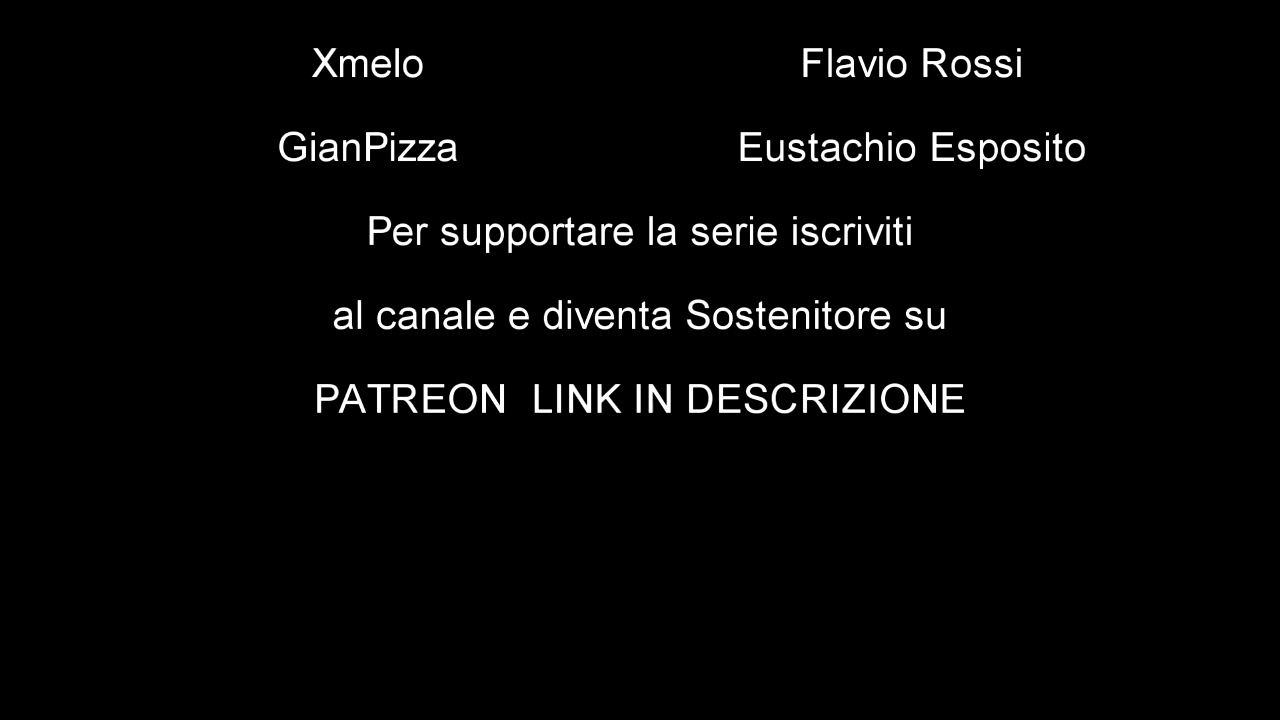 Xmelo Flavio Rossi
GianPizza Eustachio Esposito
Per supportare la serie iscriviti
al canale e diventa Sostenitore su
PATREON LINK IN DESCRIZIONE